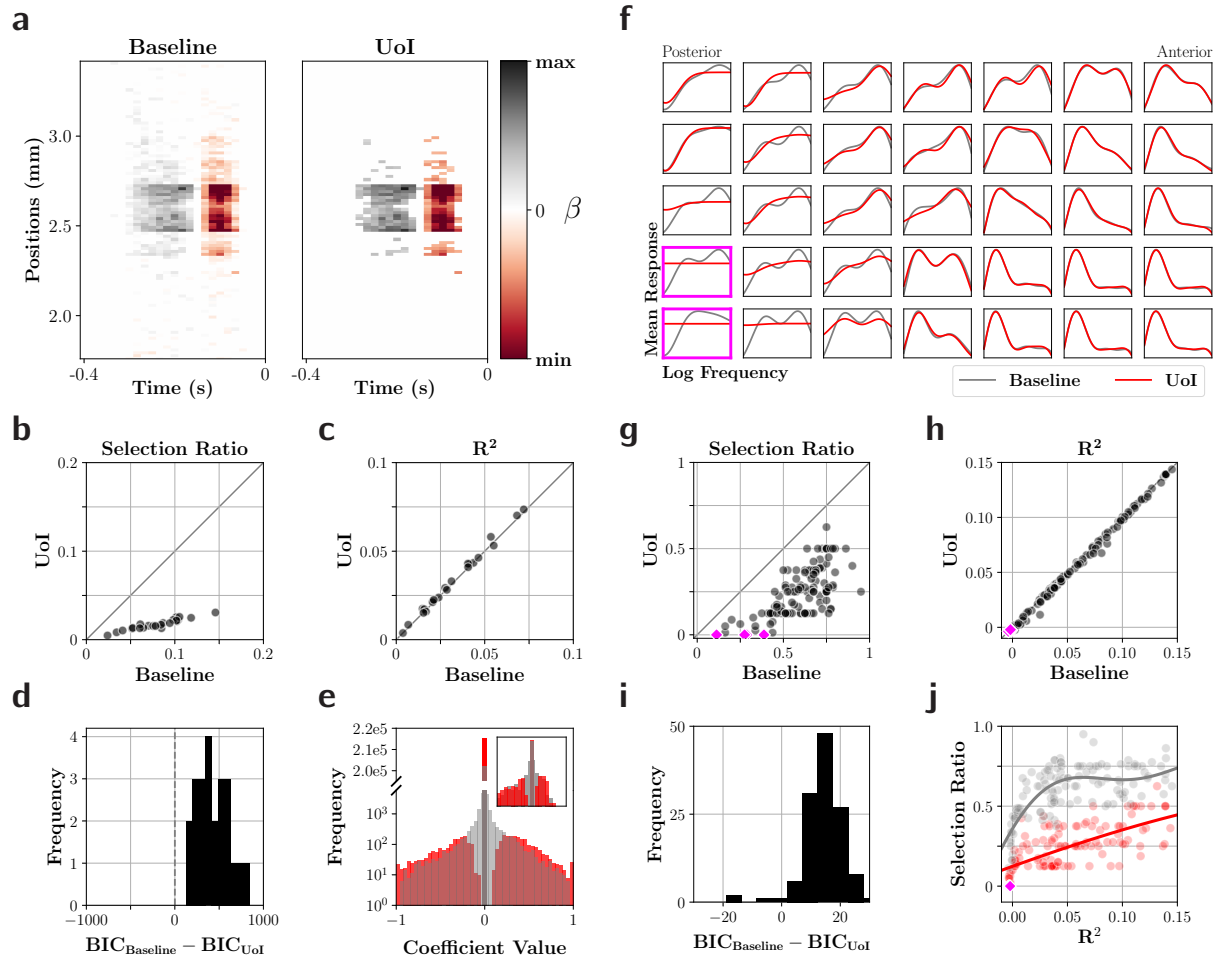 a
Baseline
UoI
max
0
β
min
Positions (mm)
3.0
2.5
2.0
-0.4
0
Time (s)
-0.4
0
Time (s)
f
Posterior
Anterior
Mean Response
Log Frequency
Baseline
UoI
b
Selection Ratio
UoI
0.2
0.1
0
0
0.1
0.2
Baseline
c
R²
UoI
0.1
0.05
0
0
0.05
0.1
Baseline
g
Selection Ratio
UoI
1
0.5
0
0
0.5
1
Baseline
h
R²
UoI
0.15
0.10
0.05
0
0
0.05
0.10
0.15
Baseline
d
Frequency
4
3
2
1
0
−1000
0
1000
BIC_Baseline − BIC_UoI
e
Frequency
2.2e5
2.1e5
2.0e5
10³
10²
10¹
10⁰
−1
0
1
Coefficient Value
i
Frequency
50
25
0
−20
0
20
BIC_Baseline − BIC_UoI
j
Selection Ratio
1.0
0.5
0
0.00
0.05
0.10
0.15
R²